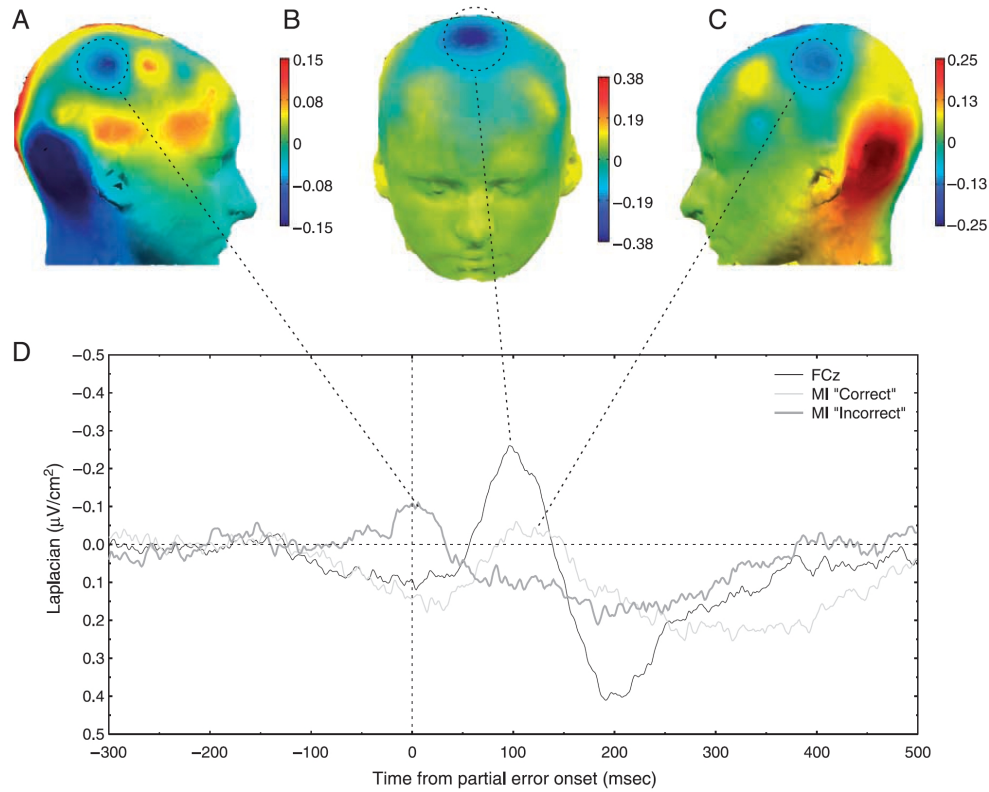 A
B
C
0.15
0.08
0
−0.08
−0.15
0.38
0.19
0
−0.19
−0.38
0.25
0.13
0
−0.13
−0.25
D
−0.5
−0.4
−0.3
−0.2
−0.1
0.0
0.1
0.2
0.3
0.4
0.5
Laplacian (μV/cm²)
FCz
MI "Correct"
MI "Incorrect"
−300 −200 −100 0 100 200 300 400 500
Time from partial error onset (msec)